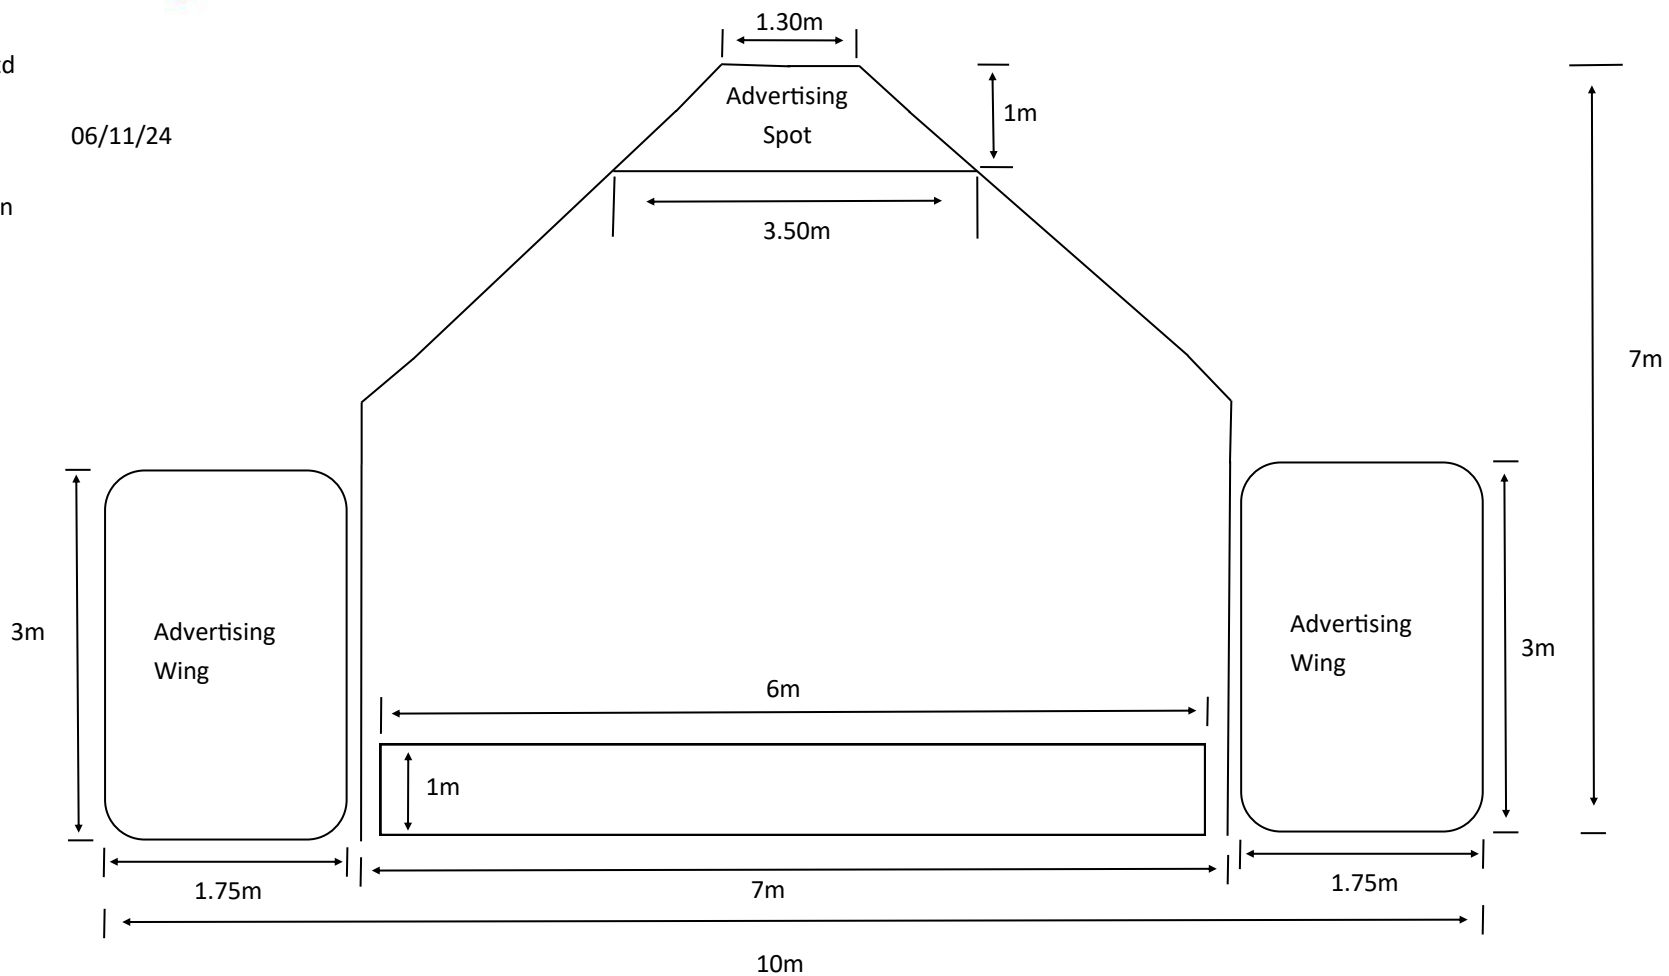 1.30m
td
Advertising
Spot
1m
06/11/24
n
3.50m
7m
3m
Advertising
Wing
Advertising
Wing
3m
6m
1m
1.75m
7m
1.75m
10m